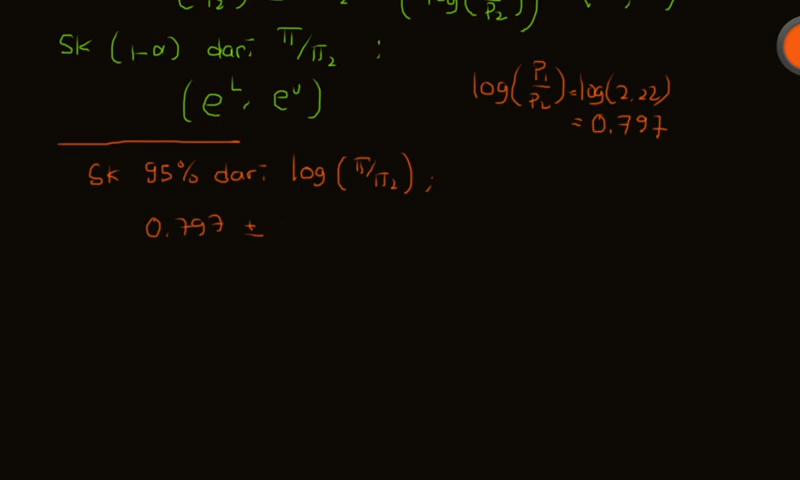 SK (1-α) dari π/π₂ :
(e^L, e^U)
log(P₁/P₂) = log(2.22)
= 0.797
SK 95% dari log(π/π₂) ;
0.797 ±